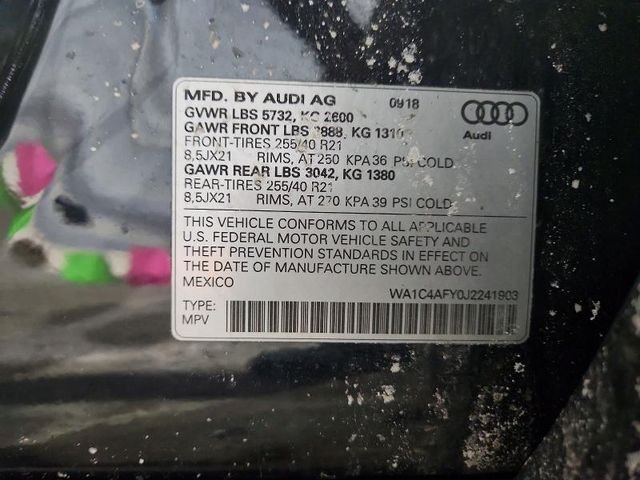 MFD. BY AUDI AG 09 18
GVWR LBS 5732, KG 2600
GAWR FRONT LBS 2888, KG 1310
FRONT-TIRES 255/40 R21
8,5JX21 RIMS, AT 250 KPA 36 PSI COLD
GAWR REAR LBS 3042, KG 1380
REAR-TIRES 255/40 R21
8,5JX21 RIMS, AT 270 KPA 39 PSI COLD
Audi
THIS VEHICLE CONFORMS TO ALL APPLICABLE
U.S. FEDERAL MOTOR VEHICLE SAFETY AND
THEFT PREVENTION STANDARDS IN EFFECT ON
THE DATE OF MANUFACTURE SHOWN ABOVE.
MEXICO
WA1C4AFY0J2241903
TYPE:
MPV